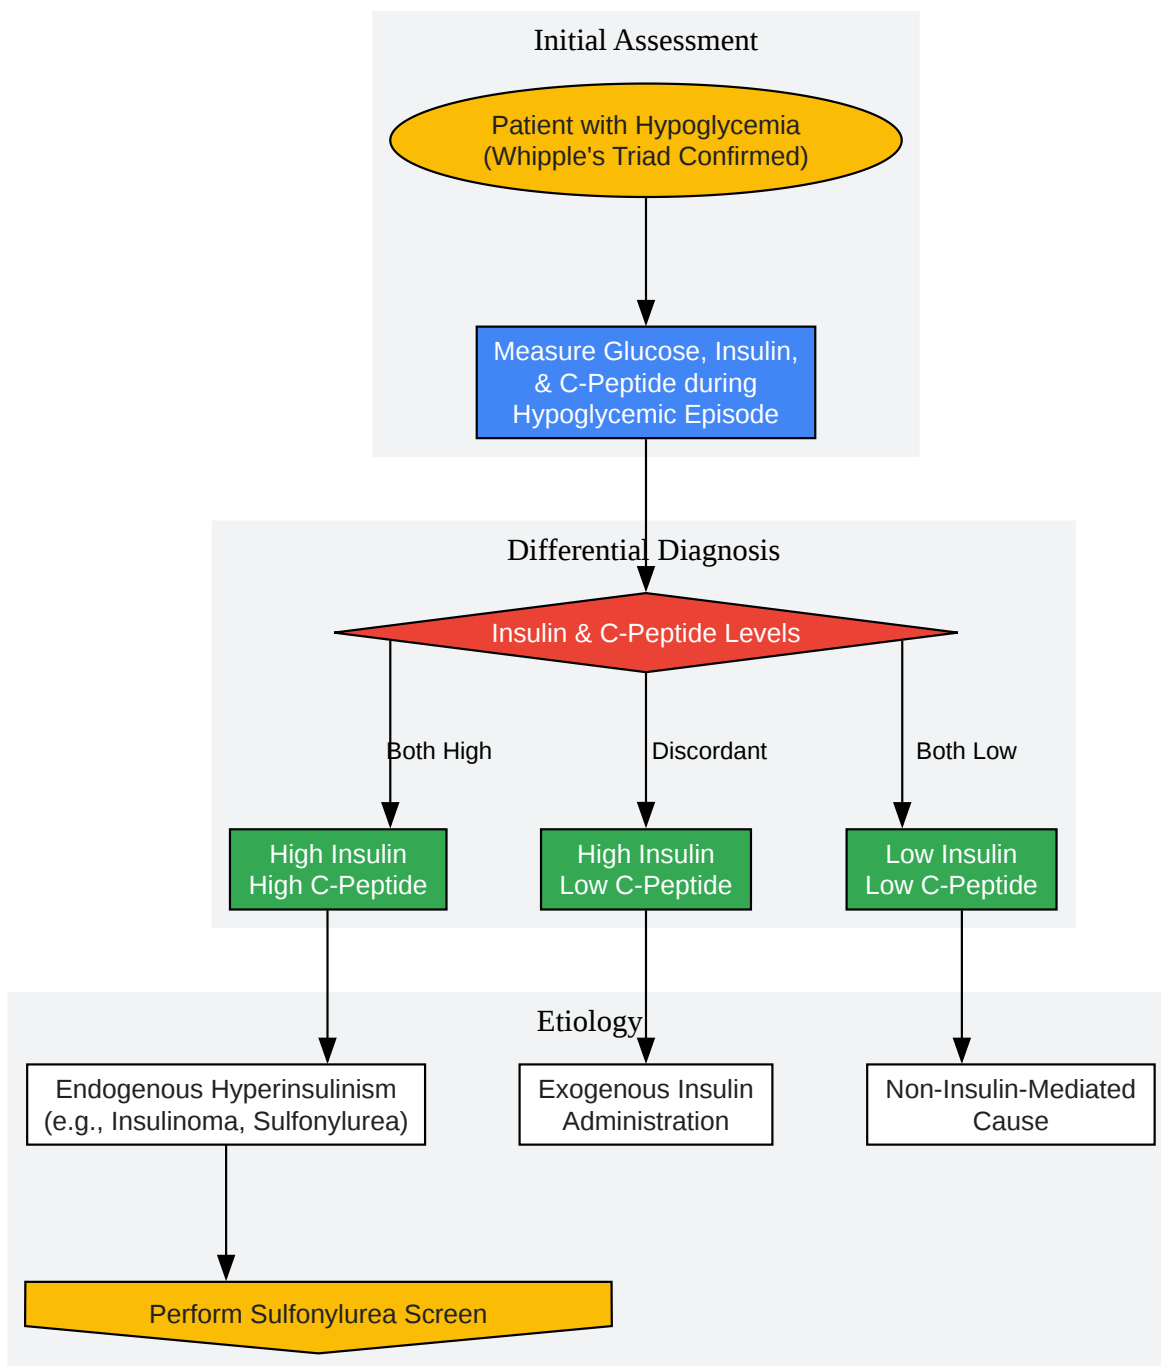 Initial Assessment
Patient with Hypoglycemia
(Whipple's Triad Confirmed)
Measure Glucose, Insulin,
& C-Peptide during
Hypoglycemic Episode
Differential Diagnosis
Insulin & C-Peptide Levels
Both High
Discordant
Both Low
High Insulin
High C-Peptide
High Insulin
Low C-Peptide
Low Insulin
Low C-Peptide
Etiology
Endogenous Hyperinsulinism
(e.g., Insulinoma, Sulfonylurea)
Exogenous Insulin
Administration
Non-Insulin-Mediated
Cause
Perform Sulfonylurea Screen